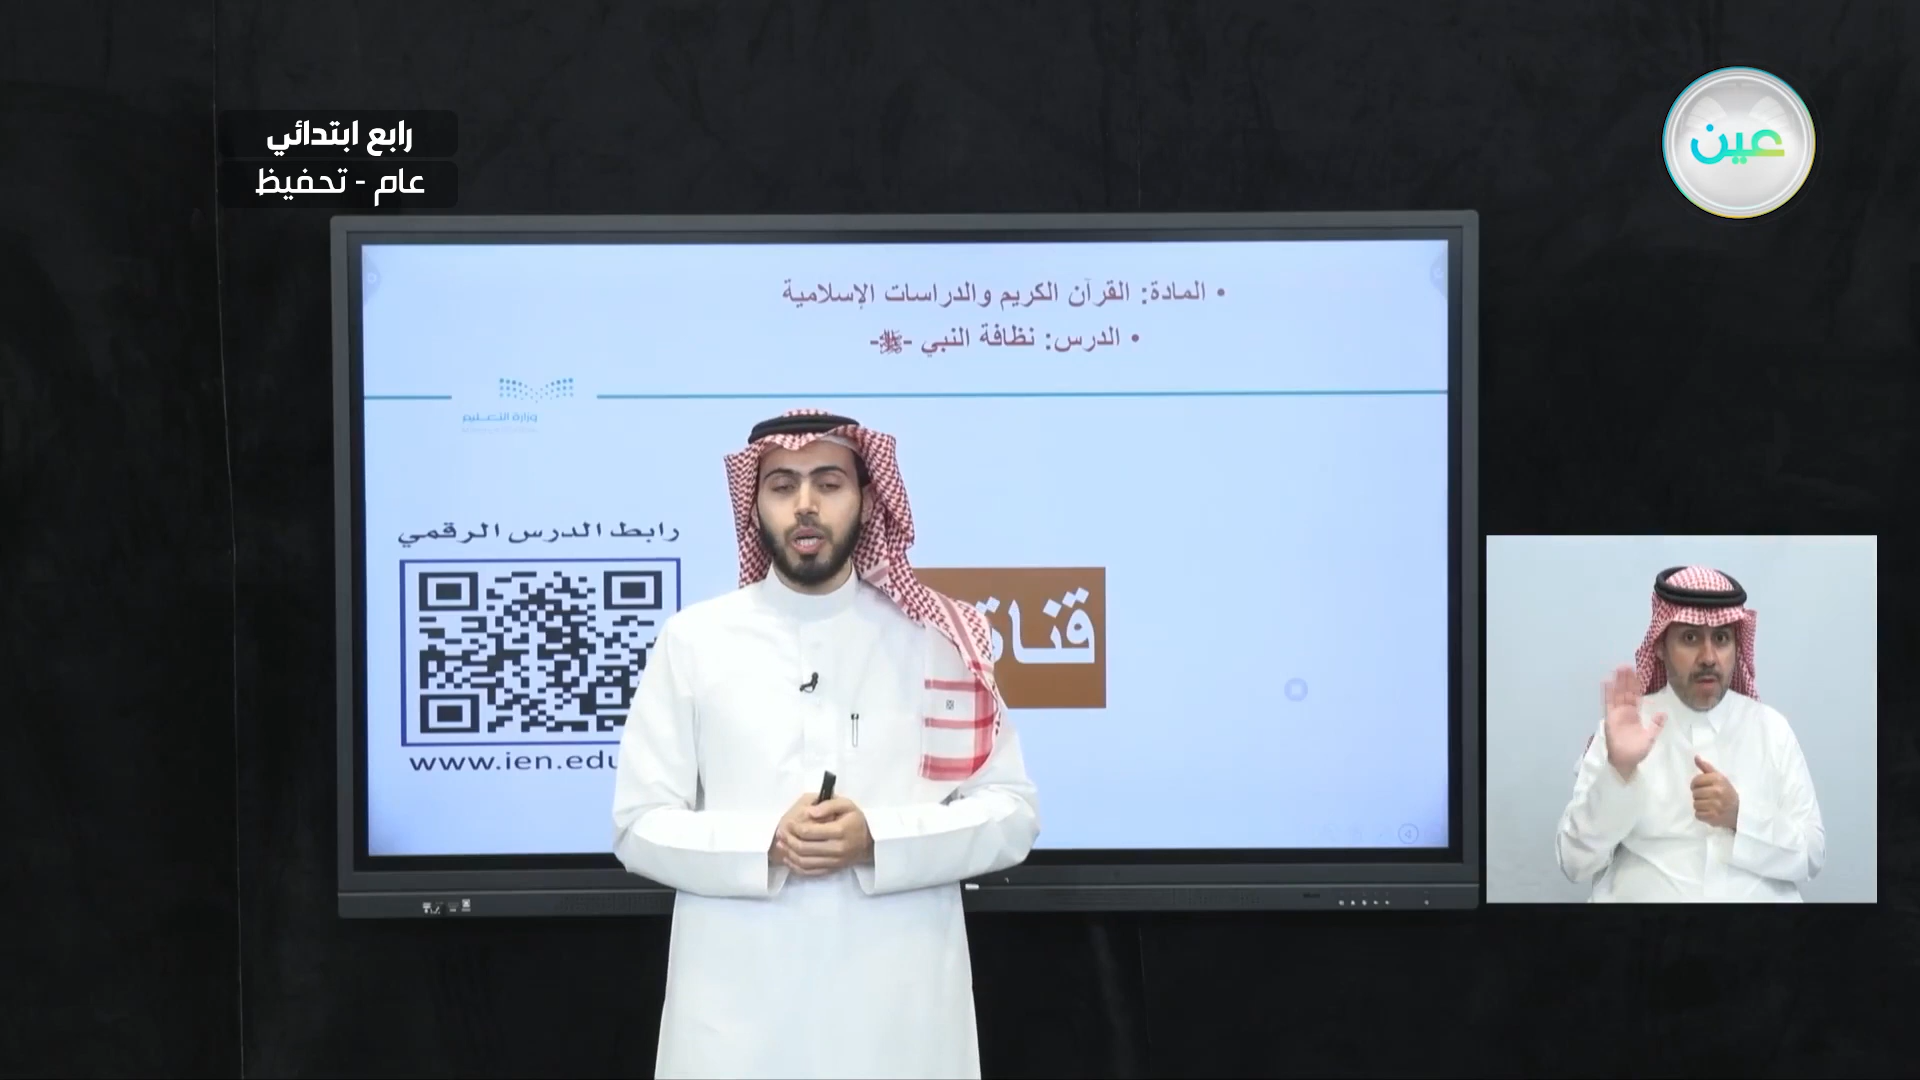 رابع ابتدائي
عام - تحفيظ
عين
• المادة: القرآن الكريم والدراسات الإسلامية
• الدرس: نظافة النبي -ﷺ-
وزارة التعليم
رابط الدرس الرقمي
قناة
www.ien.edu